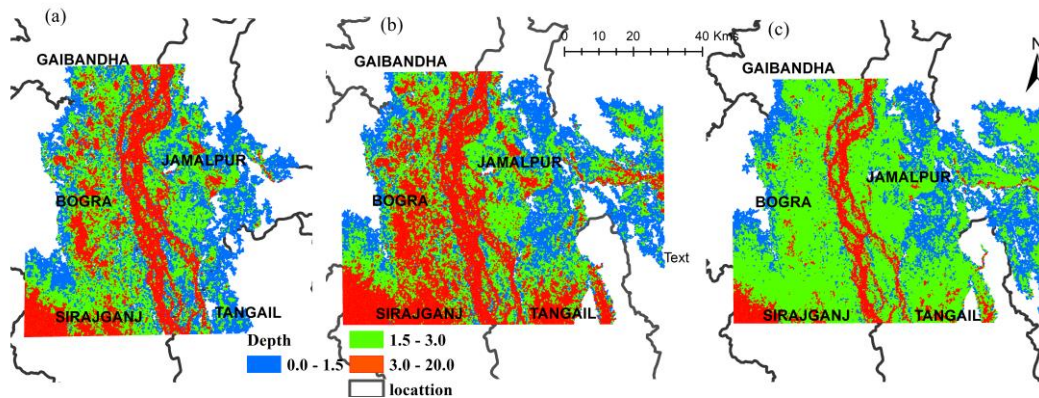 (a)
(b)
(c)
0 10 20 40 Kms
N
GAIBANDHA
GAIBANDHA
GAIBANDHA
JAMALPUR
JAMALPUR
JAMALPUR
BOGRA
BOGRA
BOGRA
Text
SIRAJGANJ
TANGAIL
SIRAJGANJ
TANGAIL
SIRAJGANJ
TANGAIL
Depth
0.0 - 1.5
1.5 - 3.0
3.0 - 20.0
locattion